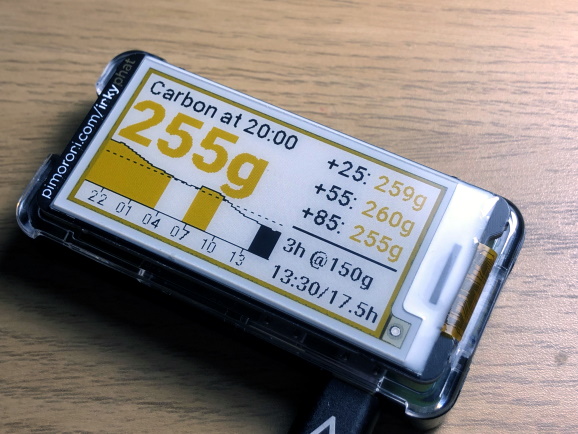 pimoroni.com/inkyphat
Carbon at 20:00
255g
+25: 259g
+55: 260g
+85: 255g
22 01 04 07 10 13
3h @150g
13:30/17.5h